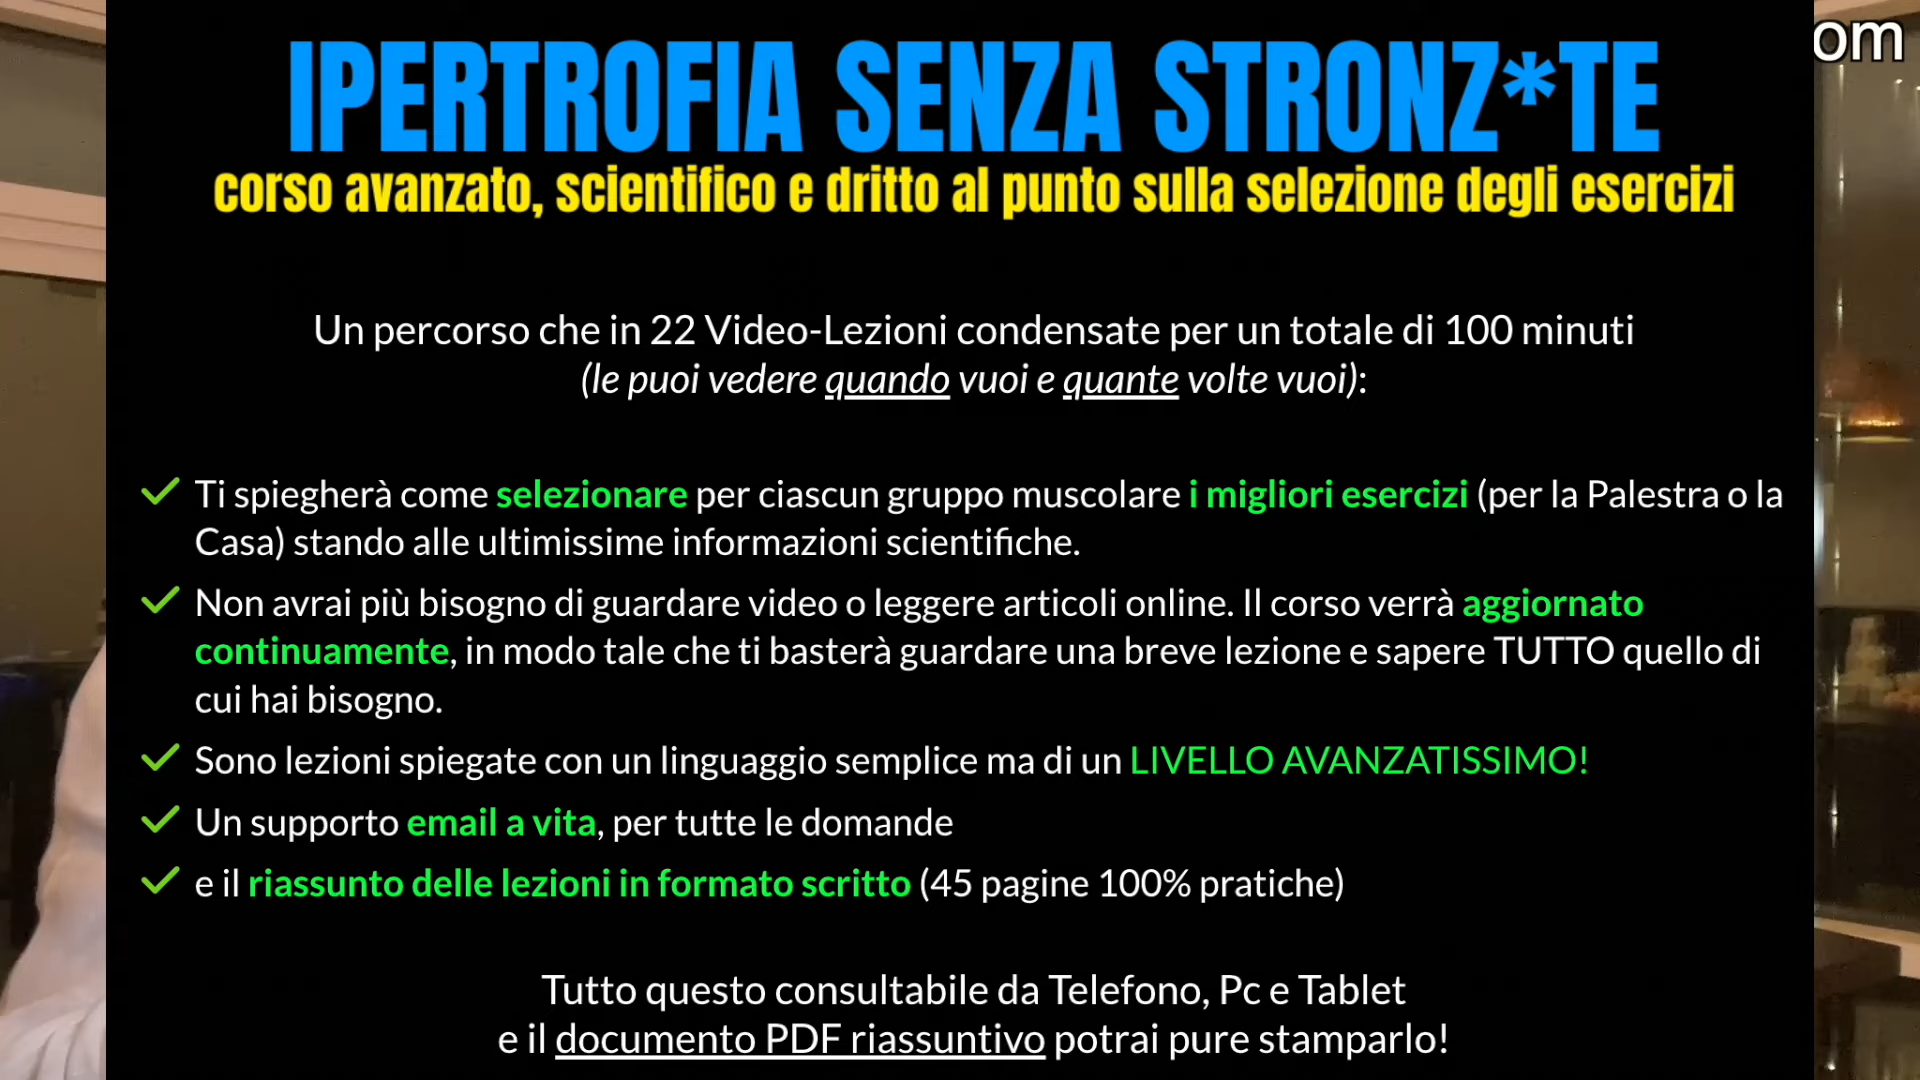 om
IPERTROFIA SENZA STRONZ*TE
corso avanzato, scientifico e dritto al punto sulla selezione degli esercizi
Un percorso che in 22 Video-Lezioni condensate per un totale di 100 minuti
(le puoi vedere quando vuoi e quante volte vuoi):
Ti spiegherà come selezionare per ciascun gruppo muscolare i migliori esercizi (per la Palestra o la
Casa) stando alle ultimissime informazioni scientifiche.
Non avrai più bisogno di guardare video o leggere articoli online. Il corso verrà aggiornato
continuamente, in modo tale che ti basterà guardare una breve lezione e sapere TUTTO quello di
cui hai bisogno.
Sono lezioni spiegate con un linguaggio semplice ma di un LIVELLO AVANZATISSIMO!
Un supporto email a vita, per tutte le domande
e il riassunto delle lezioni in formato scritto (45 pagine 100% pratiche)
Tutto questo consultabile da Telefono, Pc e Tablet
e il documento PDF riassuntivo potrai pure stamparlo!